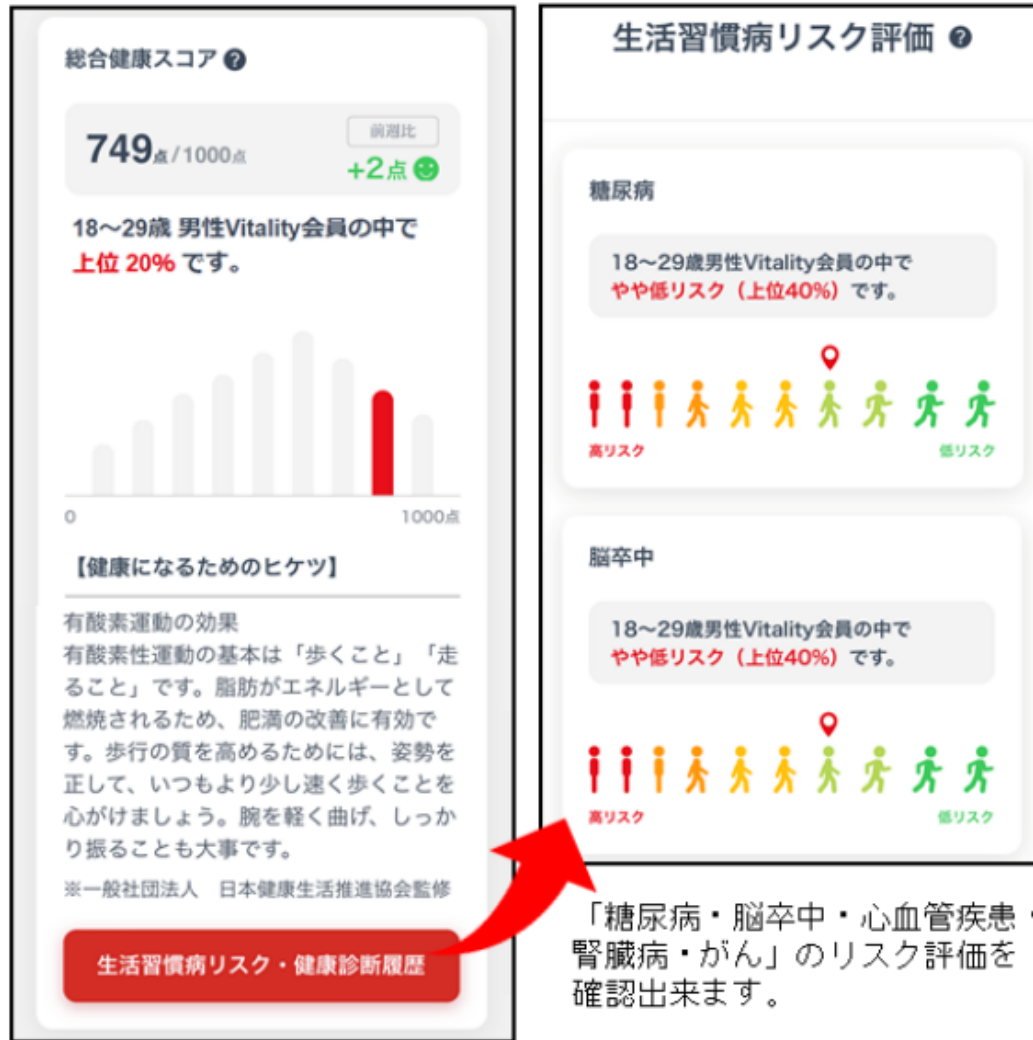 総合健康スコア ?
749点/1000点
前週比
+2点
18〜29歳 男性Vitality会員の中で
上位 20% です。
0
1000点
【健康になるためのヒケツ】
有酸素運動の効果
有酸素性運動の基本は「歩くこと」「走
ること」です。脂肪がエネルギーとして
燃焼されるため、肥満の改善に有効で
す。歩行の質を高めるためには、姿勢を
正して、いつもより少し速く歩くことを
心がけましょう。腕を軽く曲げ、しっか
り振ることも大事です。
※一般社団法人 日本健康生活推進協会監修
生活習慣病リスク・健康診断履歴
生活習慣病リスク評価 ?
糖尿病
18〜29歳男性Vitality会員の中で
やや低リスク（上位40%）です。
高リスク
低リスク
脳卒中
18〜29歳男性Vitality会員の中で
やや低リスク（上位40%）です。
高リスク
低リスク
「糖尿病・脳卒中・心血管疾患・
腎臓病・がん」のリスク評価を
確認出来ます。